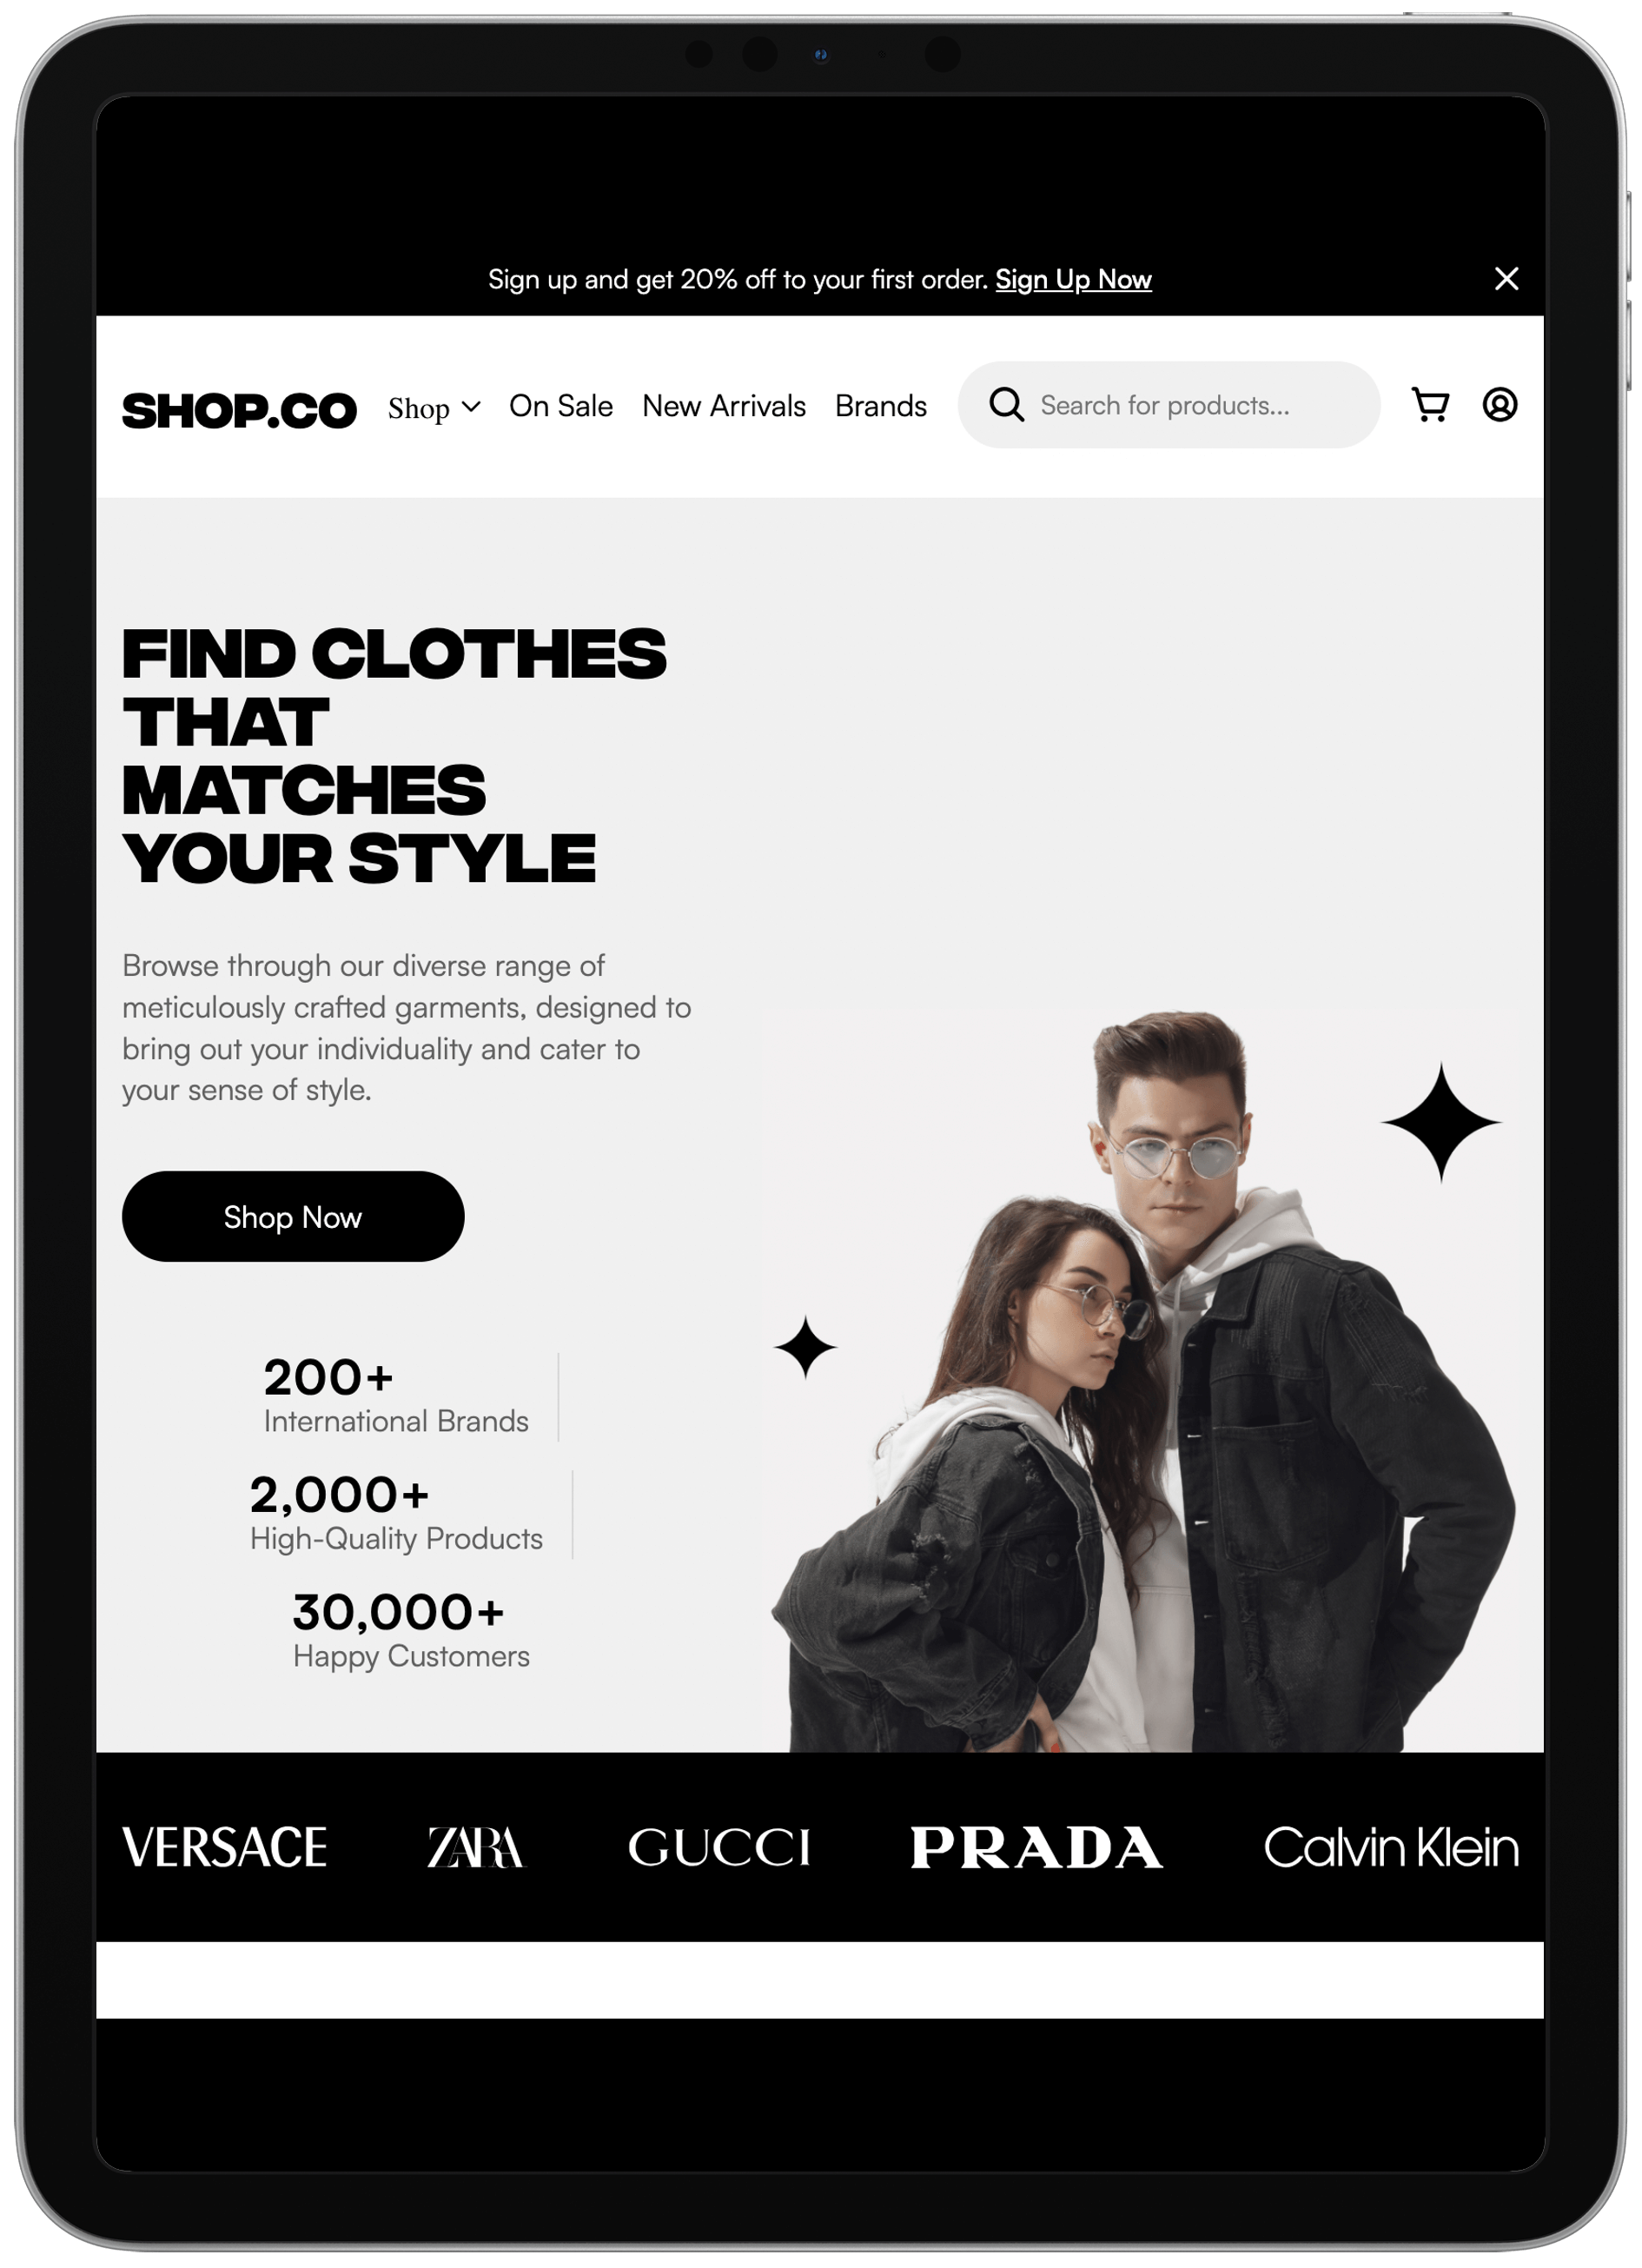 Sign up and get 20% off to your first order. Sign Up Now
SHOP.CO Shop On Sale New Arrivals Brands Search for products...
FIND CLOTHES
THAT
MATCHES
YOUR STYLE
Browse through our diverse range of
meticulously crafted garments, designed to
bring out your individuality and cater to
your sense of style.
Shop Now
200+
International Brands
2,000+
High-Quality Products
30,000+
Happy Customers
VERSACE ZARA GUCCI PRADA Calvin Klein